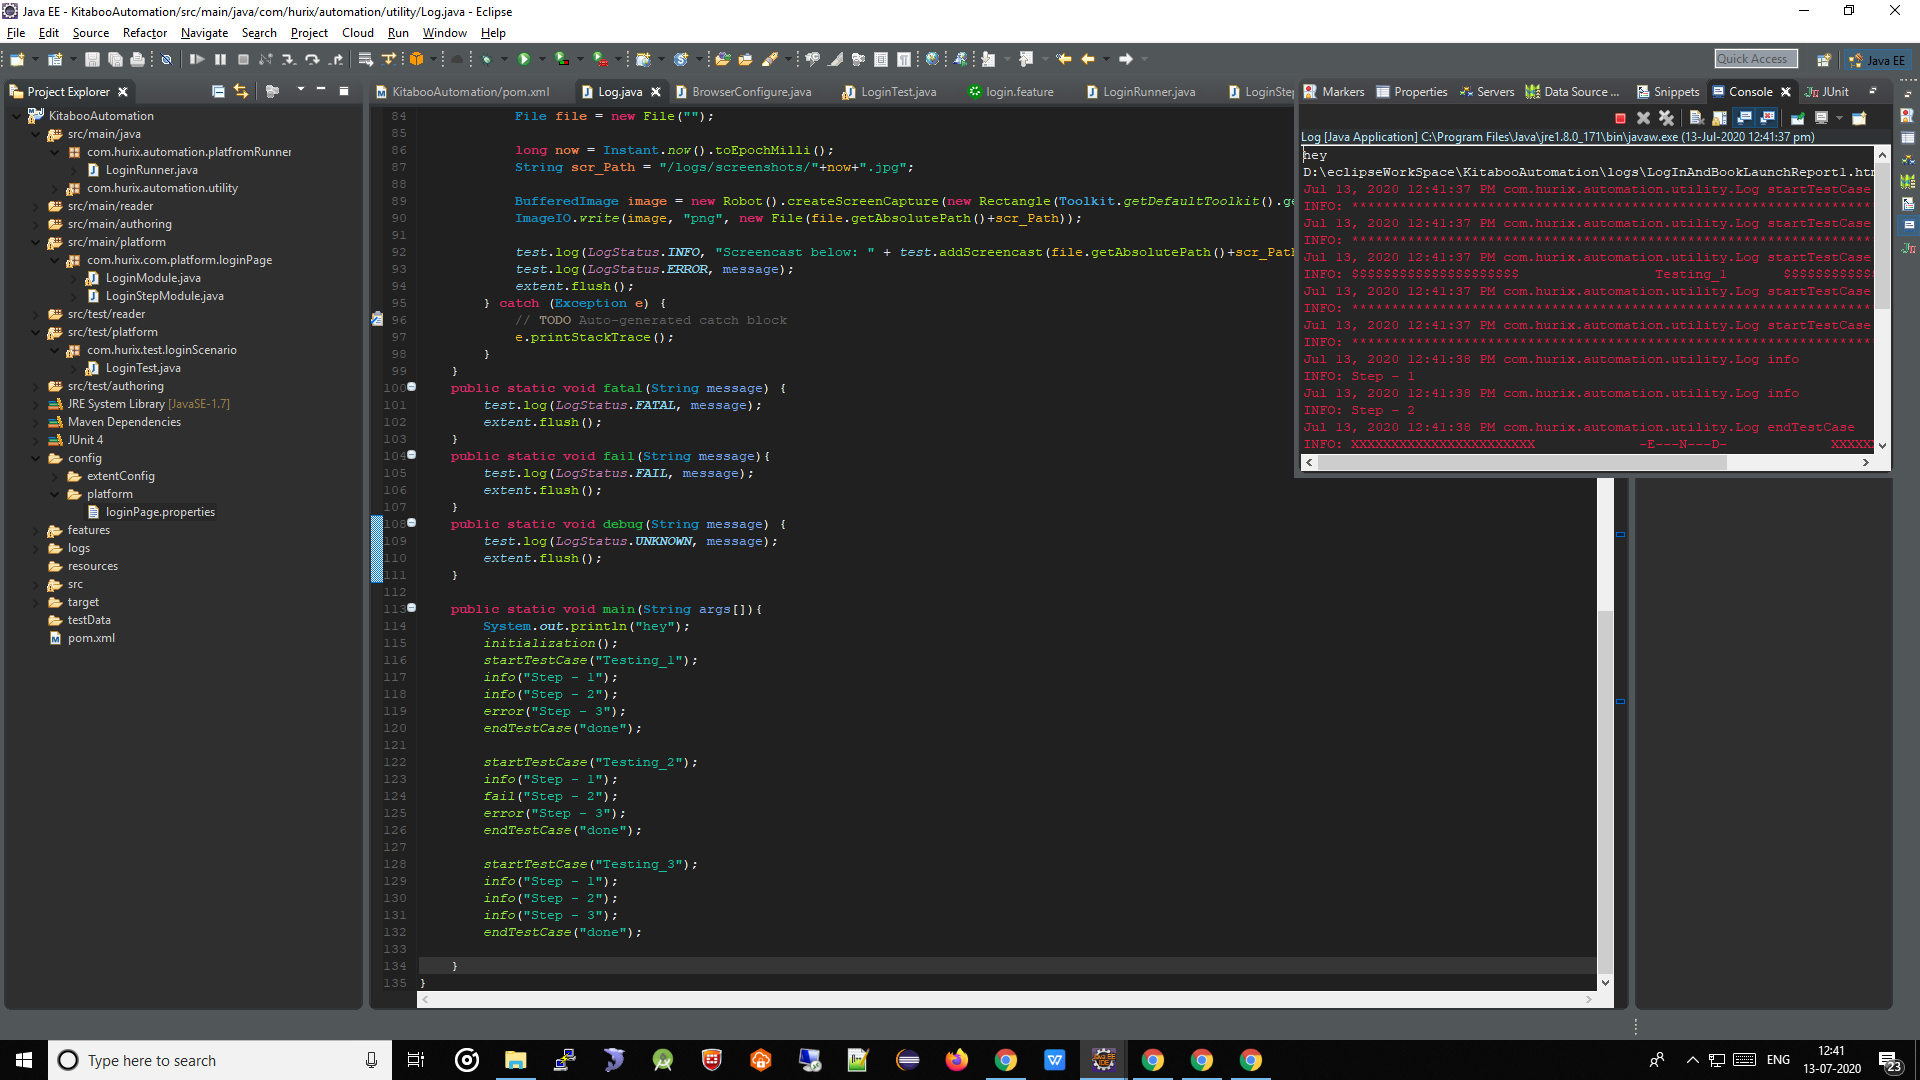 Java EE - KitabooAutomation/src/main/java/com/hurix/automation/utility/Log.java - Eclipse
File Edit Source Refactor Navigate Search Project Cloud Run Window Help
Quick Access
Java EE
Project Explorer
KitabooAutomation
src/main/java
com.hurix.automation.platfromRunner
LoginRunner.java
com.hurix.automation.utility
src/main/reader
src/main/authoring
src/main/platform
com.hurix.com.platform.loginPage
LoginModule.java
LoginStepModule.java
src/test/reader
src/test/platform
com.hurix.test.loginScenario
LoginTest.java
src/test/authoring
JRE System Library [JavaSE-1.7]
Maven Dependencies
JUnit 4
config
extentConfig
platform
loginPage.properties
features
logs
resources
src
target
testData
pom.xml
KitabooAutomation/pom.xml Log.java BrowserConfigure.java LoginTest.java login.feature LoginRunner.java LoginStep
84 File file = new File("");
85
86 long now = Instant.now().toEpochMilli();
87 String scr_Path = "/logs/screenshots/"+now+".jpg";
88
89 BufferedImage image = new Robot().createScreenCapture(new Rectangle(Toolkit.getDefaultToolkit().ge
90 ImageIO.write(image, "png", new File(file.getAbsolutePath()+scr_Path));
91
92 test.log(LogStatus.INFO, "Screencast below: " + test.addScreencast(file.getAbsolutePath()+scr_Path
93 test.log(LogStatus.ERROR, message);
94 extent.flush();
95 } catch (Exception e) {
96 // TODO Auto-generated catch block
97 e.printStackTrace();
98 }
99 }
100 public static void fatal(String message) {
101 test.log(LogStatus.FATAL, message);
102 extent.flush();
103 }
104 public static void fail(String message){
105 test.log(LogStatus.FAIL, message);
106 extent.flush();
107 }
108 public static void debug(String message) {
109 test.log(LogStatus.UNKNOWN, message);
110 extent.flush();
111 }
112
113 public static void main(String args[]){
114 System.out.println("hey");
115 initialization();
116 startTestCase("Testing_1");
117 info("Step - 1");
118 info("Step - 2");
119 error("Step - 3");
120 endTestCase("done");
121
122 startTestCase("Testing_2");
123 info("Step - 1");
124 fail("Step - 2");
125 error("Step - 3");
126 endTestCase("done");
127
128 startTestCase("Testing_3");
129 info("Step - 1");
130 info("Step - 2");
131 info("Step - 3");
132 endTestCase("done");
133
134 }
135 }
Markers Properties Servers Data Source ... Snippets Console JUnit
Log [Java Application] C:\Program Files\Java\jre1.8.0_171\bin\javaw.exe (13-Jul-2020 12:41:37 pm)
hey
D:\eclipseWorkSpace\KitabooAutomation\logs\LogInAndBookLaunchReport1.htm
Jul 13, 2020 12:41:37 PM com.hurix.automation.utility.Log startTestCase
INFO: *****************************************************************
Jul 13, 2020 12:41:37 PM com.hurix.automation.utility.Log startTestCase
INFO: *****************************************************************
Jul 13, 2020 12:41:37 PM com.hurix.automation.utility.Log startTestCase
INFO: $$$$$$$$$$$$$$$$$$$$$ Testing_1 $$$$$$$$$$$$
Jul 13, 2020 12:41:37 PM com.hurix.automation.utility.Log startTestCase
INFO: *****************************************************************
Jul 13, 2020 12:41:37 PM com.hurix.automation.utility.Log startTestCase
INFO: *****************************************************************
Jul 13, 2020 12:41:38 PM com.hurix.automation.utility.Log info
INFO: Step - 1
Jul 13, 2020 12:41:38 PM com.hurix.automation.utility.Log info
INFO: Step - 2
Jul 13, 2020 12:41:38 PM com.hurix.automation.utility.Log endTestCase
INFO: XXXXXXXXXXXXXXXXXXXXXXX -E---N---D- XXXXXX
Type here to search
ENG
12:41
13-07-2020
23